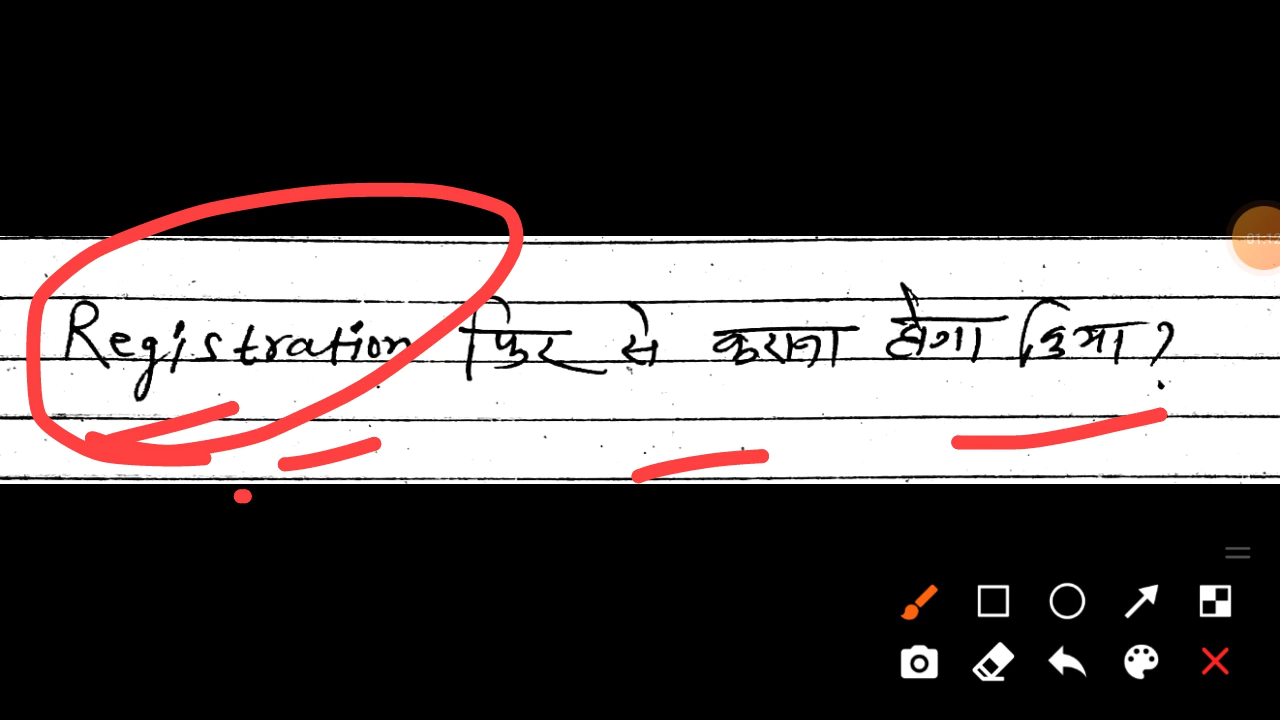 Registration फिर से कराना होगा किया?